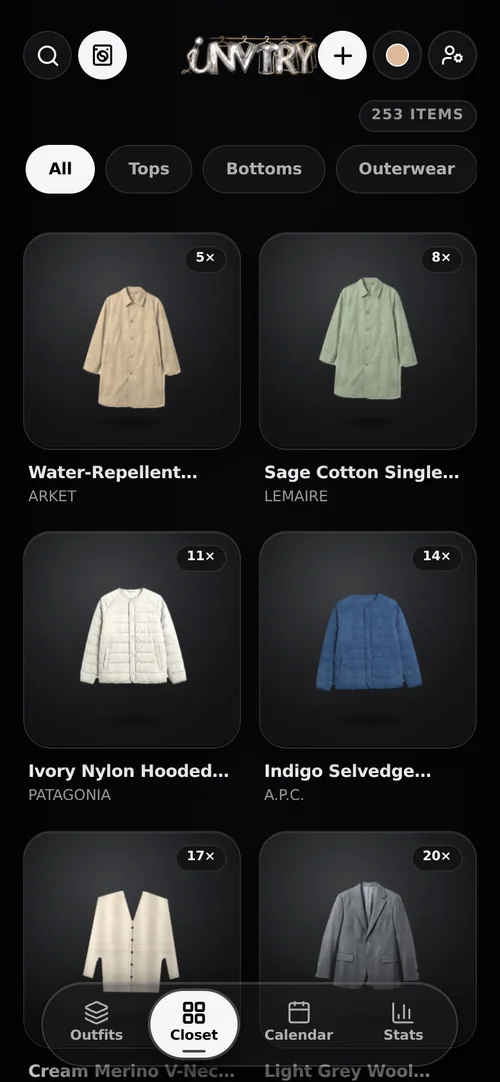 iNVTRY
253 ITEMS
All Tops Bottoms Outerwear
5× 8×
Water-Repellent... Sage Cotton Single...
ARKET LEMAIRE
11× 14×
Ivory Nylon Hooded... Indigo Selvedge...
PATAGONIA A.P.C.
17× 20×
Outfits Closet Calendar Stats
Cream Merino V-Nec... Light Grey Wool...